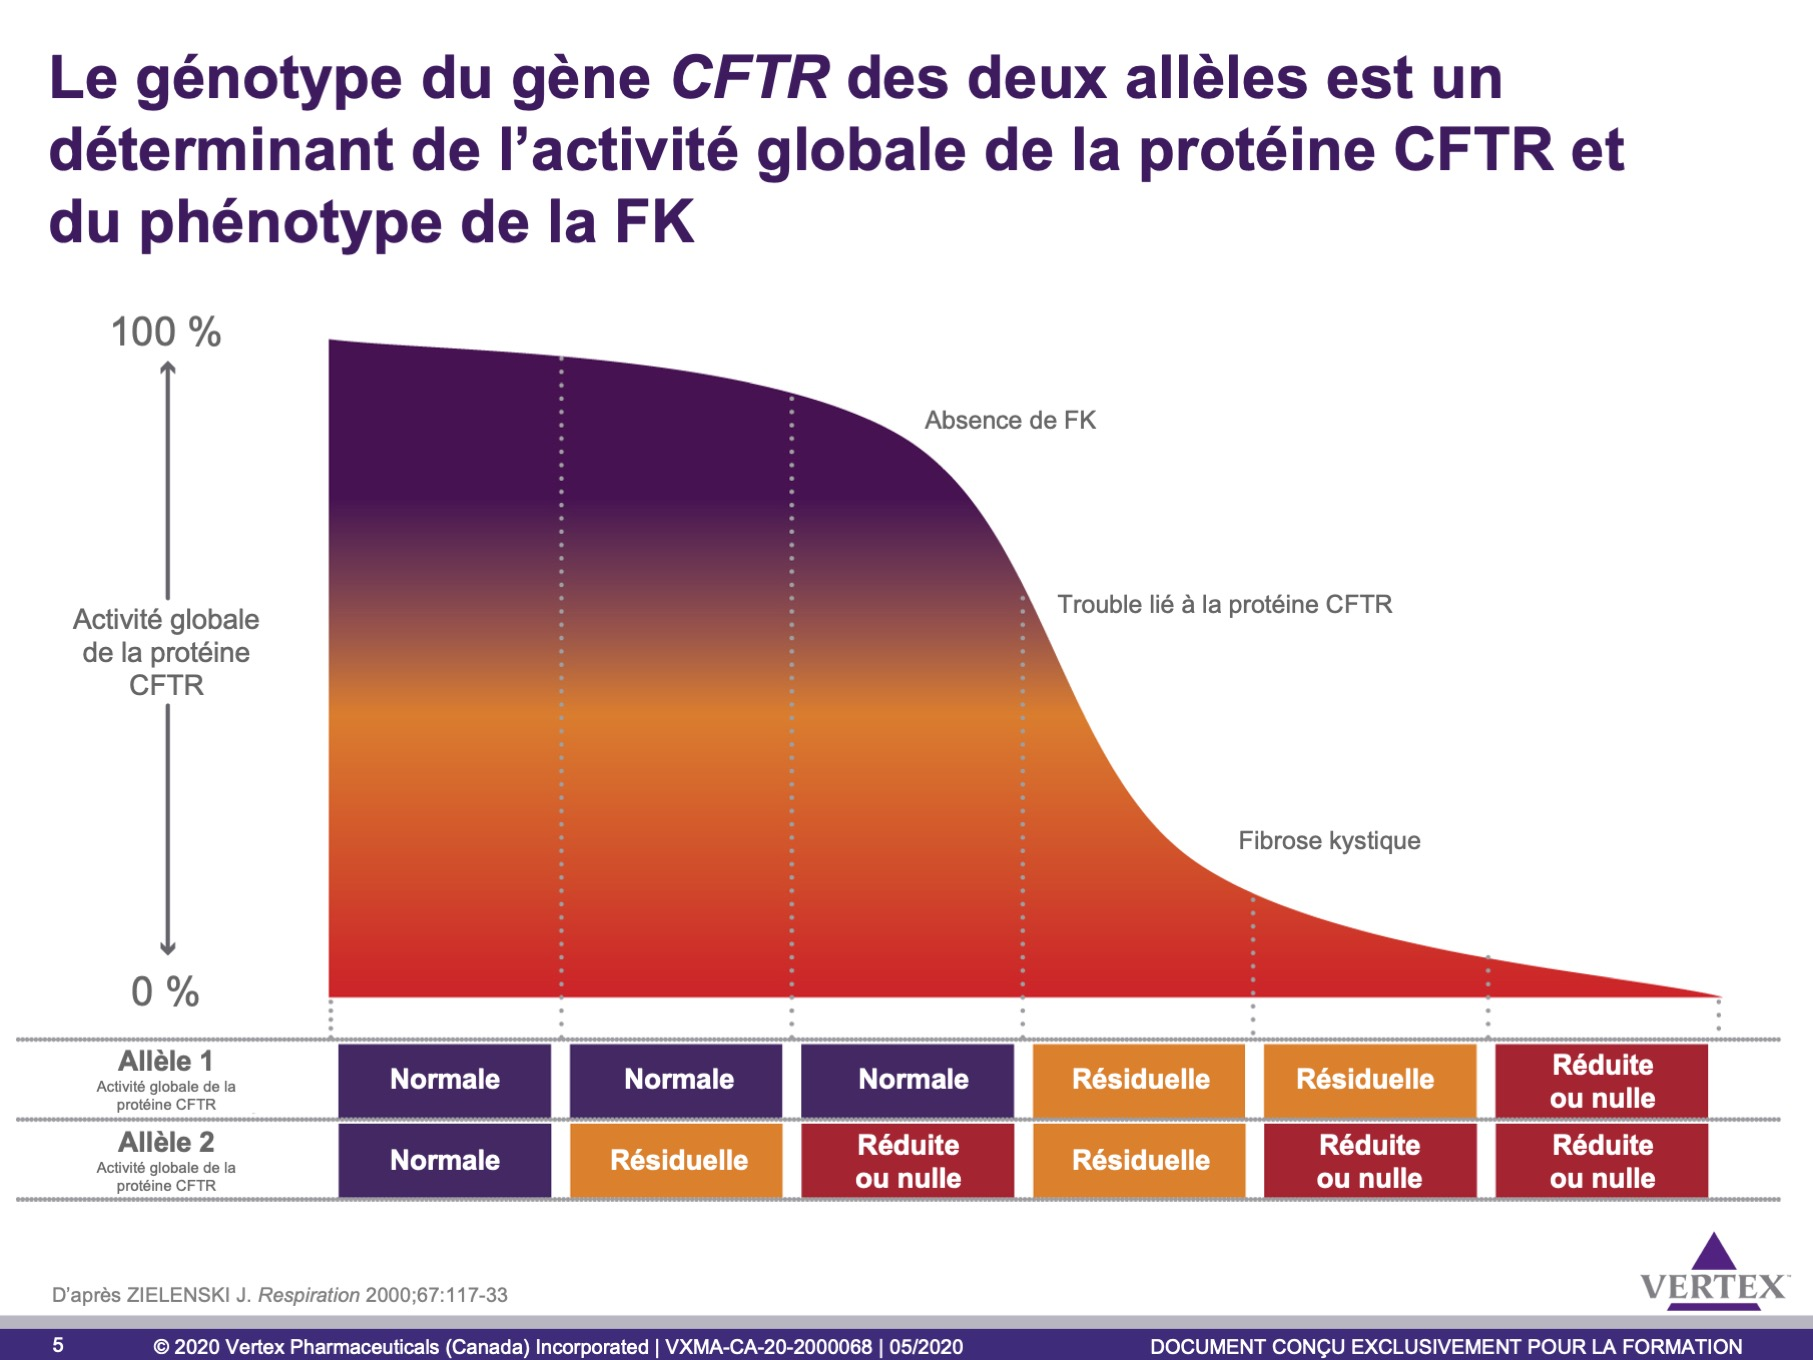 Le génotype du gène CFTR des deux allèles est un
déterminant de l’activité globale de la protéine CFTR et
du phénotype de la FK
100 %
Absence de FK
Trouble lié à la protéine CFTR
Activité globale
de la protéine
CFTR
Fibrose kystique
0 %
Allèle 1
Activité globale de la
protéine CFTR
Normale
Normale
Normale
Résiduelle
Résiduelle
Réduite
ou nulle
Allèle 2
Activité globale de la
protéine CFTR
Normale
Résiduelle
Réduite
ou nulle
Résiduelle
Réduite
ou nulle
Réduite
ou nulle
D’après ZIELENSKI J. Respiration 2000;67:117-33
VERTEX™
5
© 2020 Vertex Pharmaceuticals (Canada) Incorporated | VXMA-CA-20-2000068 | 05/2020
DOCUMENT CONÇU EXCLUSIVEMENT POUR LA FORMATION